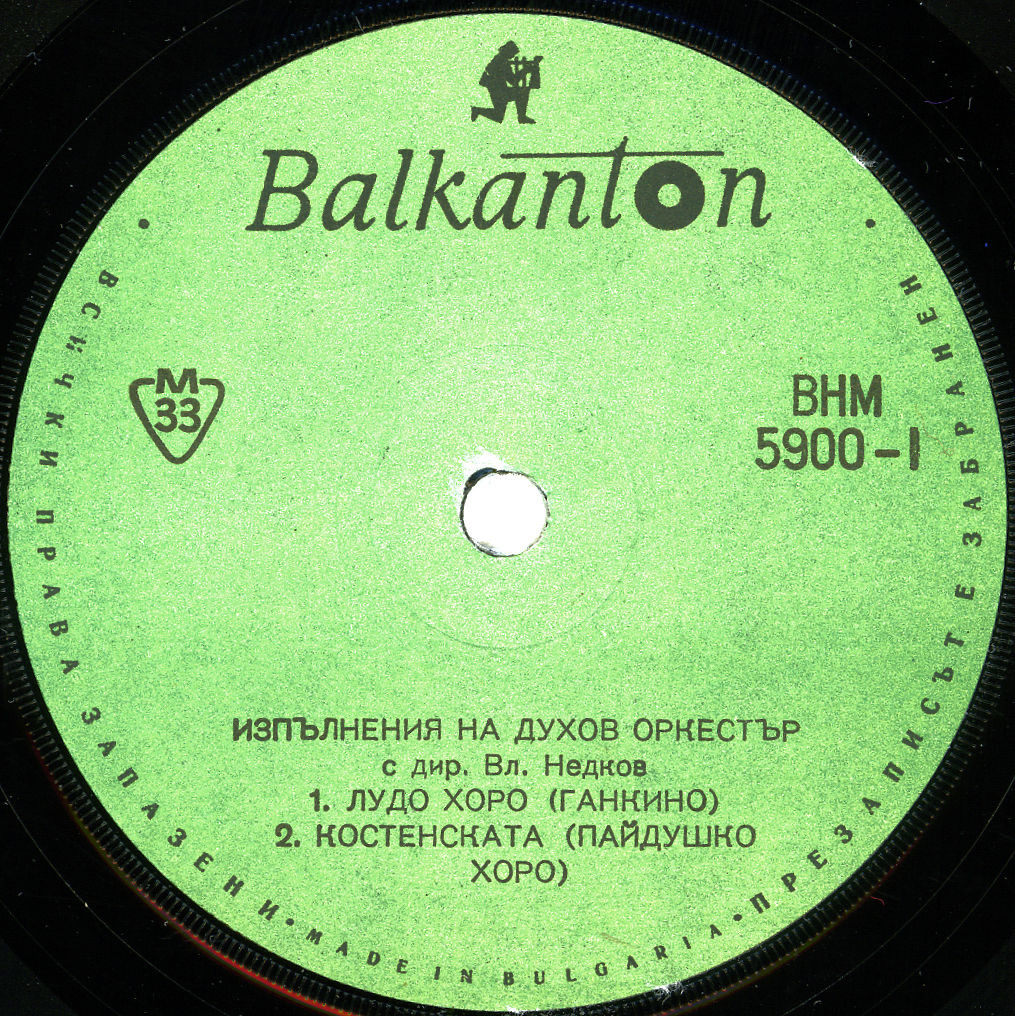 Balkanton
M
33
ВНМ
5900-I
ИЗПЪЛНЕНИЯ НА ДУХОВ ОРКЕСТЪР
с дир. Вл. Недков
1. ЛУДО ХОРО (ГАНКИНО)
2. КОСТЕНСКАТА (ПАЙДУШКО
ХОРО)
• ВСИЧКИ ПРАВА ЗАПАЗЕНИ • MADE IN BULGARIA • ПРЕЗАПИСЪТ Е ЗАБРАНЕН •